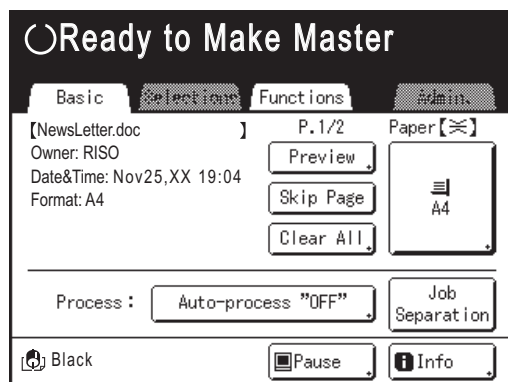 Ready to Make Master
Basic Selections Functions Admin.
【NewsLetter.doc 】
Owner: RISO
Date&Time: Nov25,XX 19:04
Format: A4
P.1/2
Preview
Skip Page
Clear All
Paper【】
A4
Process: Auto-process "OFF"
Job
Separation
Black
Pause
Info